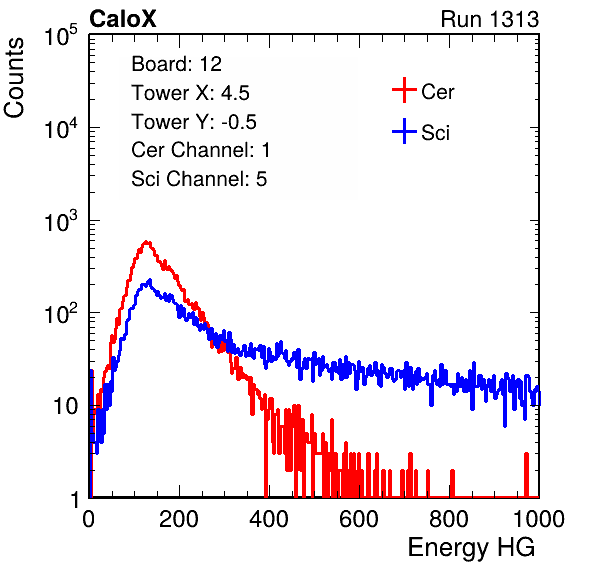 CaloX Run 1313
Counts
10^5
10^4
10^3
10^2
10
1
Board: 12
Tower X: 4.5
Tower Y: -0.5
Cer Channel: 1
Sci Channel: 5
Cer
Sci
0 200 400 600 800 1000
Energy HG